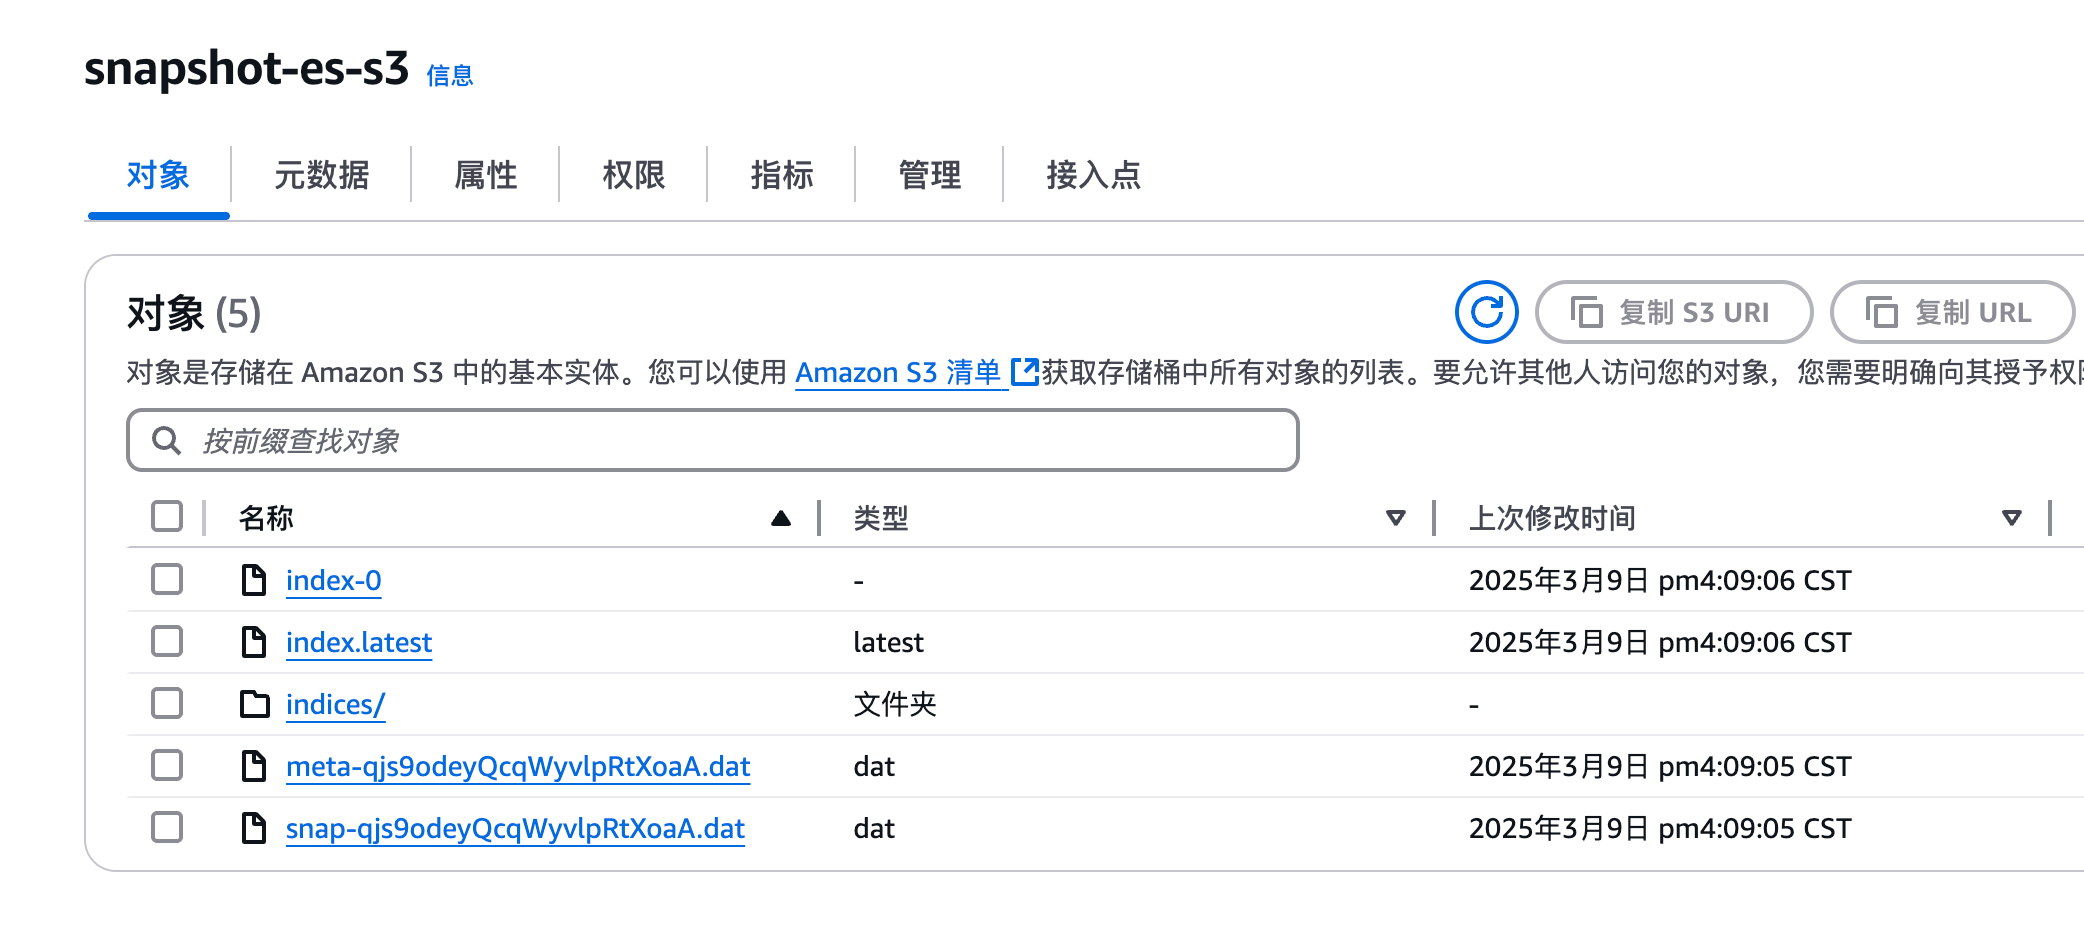 snapshot-es-s3 信息
对象 元数据 属性 权限 指标 管理 接入点
对象 (5) 复制 S3 URI 复制 URL
对象是存储在 Amazon S3 中的基本实体。您可以使用 Amazon S3 清单 获取存储桶中所有对象的列表。要允许其他人访问您的对象，您需要明确向其授予权
按前缀查找对象
名称 类型 上次修改时间
index-0 - 2025年3月9日 pm4:09:06 CST
index.latest latest 2025年3月9日 pm4:09:06 CST
indices/ 文件夹 -
meta-qjs9odeyQcqWyvlpRtXoaA.dat dat 2025年3月9日 pm4:09:05 CST
snap-qjs9odeyQcqWyvlpRtXoaA.dat dat 2025年3月9日 pm4:09:05 CST